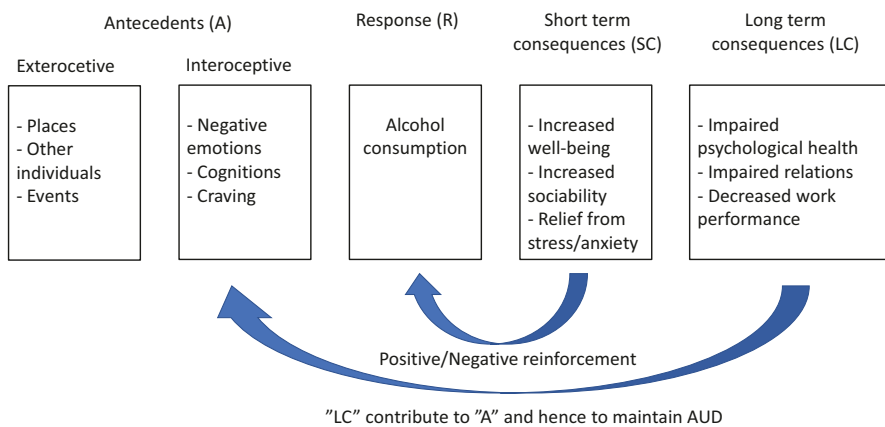 Antecedents (A)
Response (R)
Short term
consequences (SC)
Long term
consequences (LC)
Exterocetive
Interoceptive
- Places
- Other
individuals
- Events
- Negative
emotions
- Cognitions
- Craving
Alcohol
consumption
- Increased
well-being
- Increased
sociability
- Relief from
stress/anxiety
- Impaired
psychological health
- Impaired relations
- Decreased work
performance
Positive/Negative reinforcement
”LC” contribute to ”A” and hence to maintain AUD